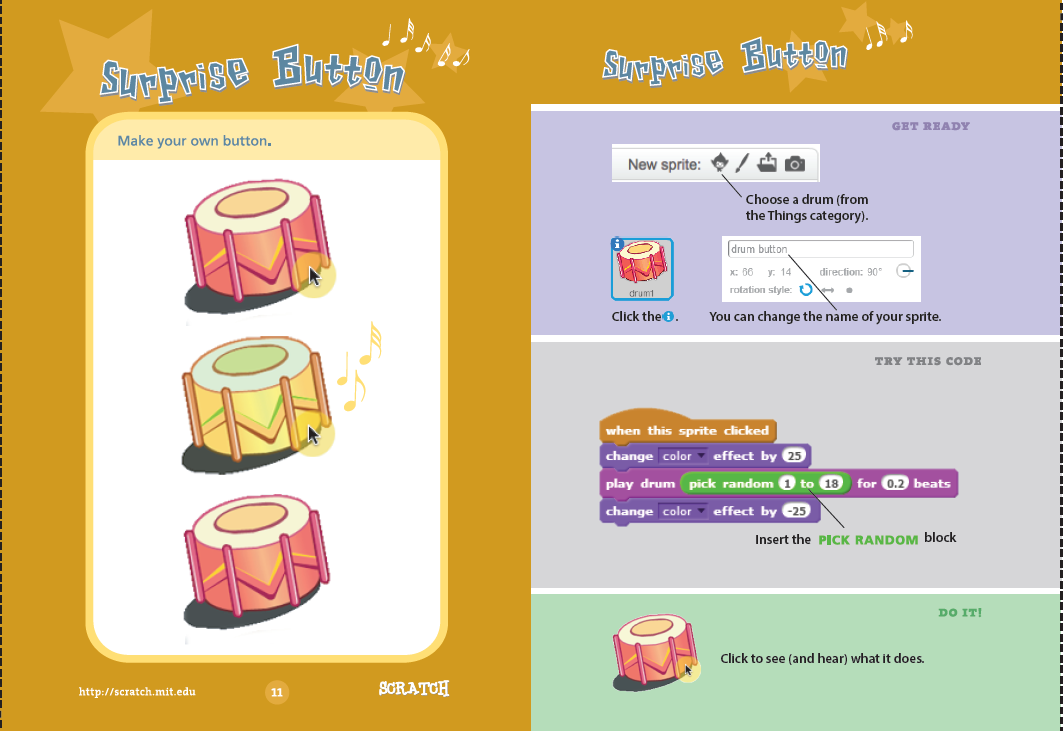 Surprise Button
Make your own button.
http://scratch.mit.edu
11
SCRATCH
Surprise Button
GET READY
New sprite:
Choose a drum (from
the Things category).
drum1
drum button
x: 66 y: 14 direction: 90°
rotation style:
Click the i.
You can change the name of your sprite.
TRY THIS CODE
when this sprite clicked
change color effect by 25
play drum pick random 1 to 18 for 0.2 beats
change color effect by -25
Insert the PICK RANDOM block
DO IT!
Click to see (and hear) what it does.